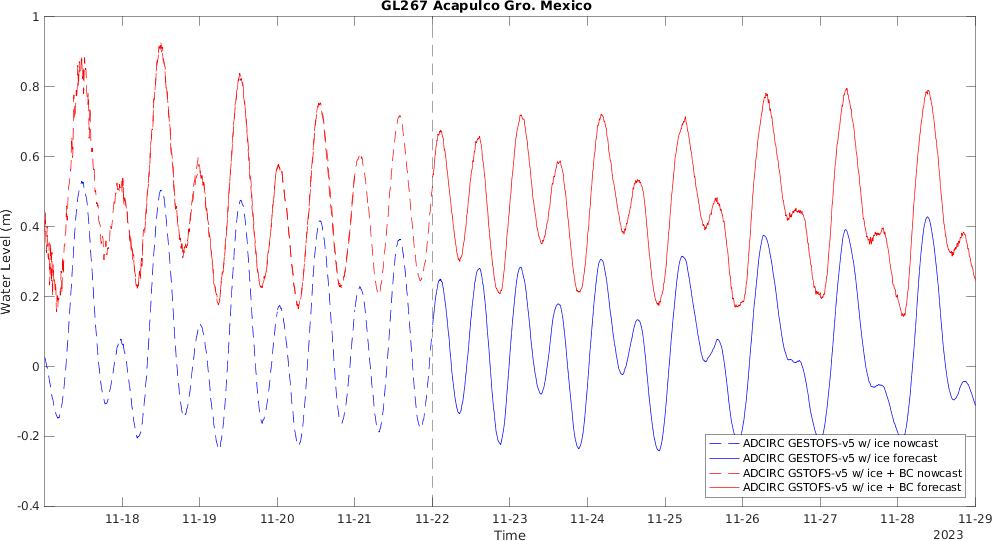 GL267 Acapulco Gro. Mexico
Water Level (m)
1
0.8
0.6
0.4
0.2
0
-0.2
-0.4
ADCIRC GESTOFS-v5 w/ ice nowcast
ADCIRC GESTOFS-v5 w/ ice forecast
ADCIRC GSTOFS-v5 w/ ice + BC nowcast
ADCIRC GSTOFS-v5 w/ ice + BC forecast
11-18 11-19 11-20 11-21 11-22 11-23 11-24 11-25 11-26 11-27 11-28 11-29
Time
2023